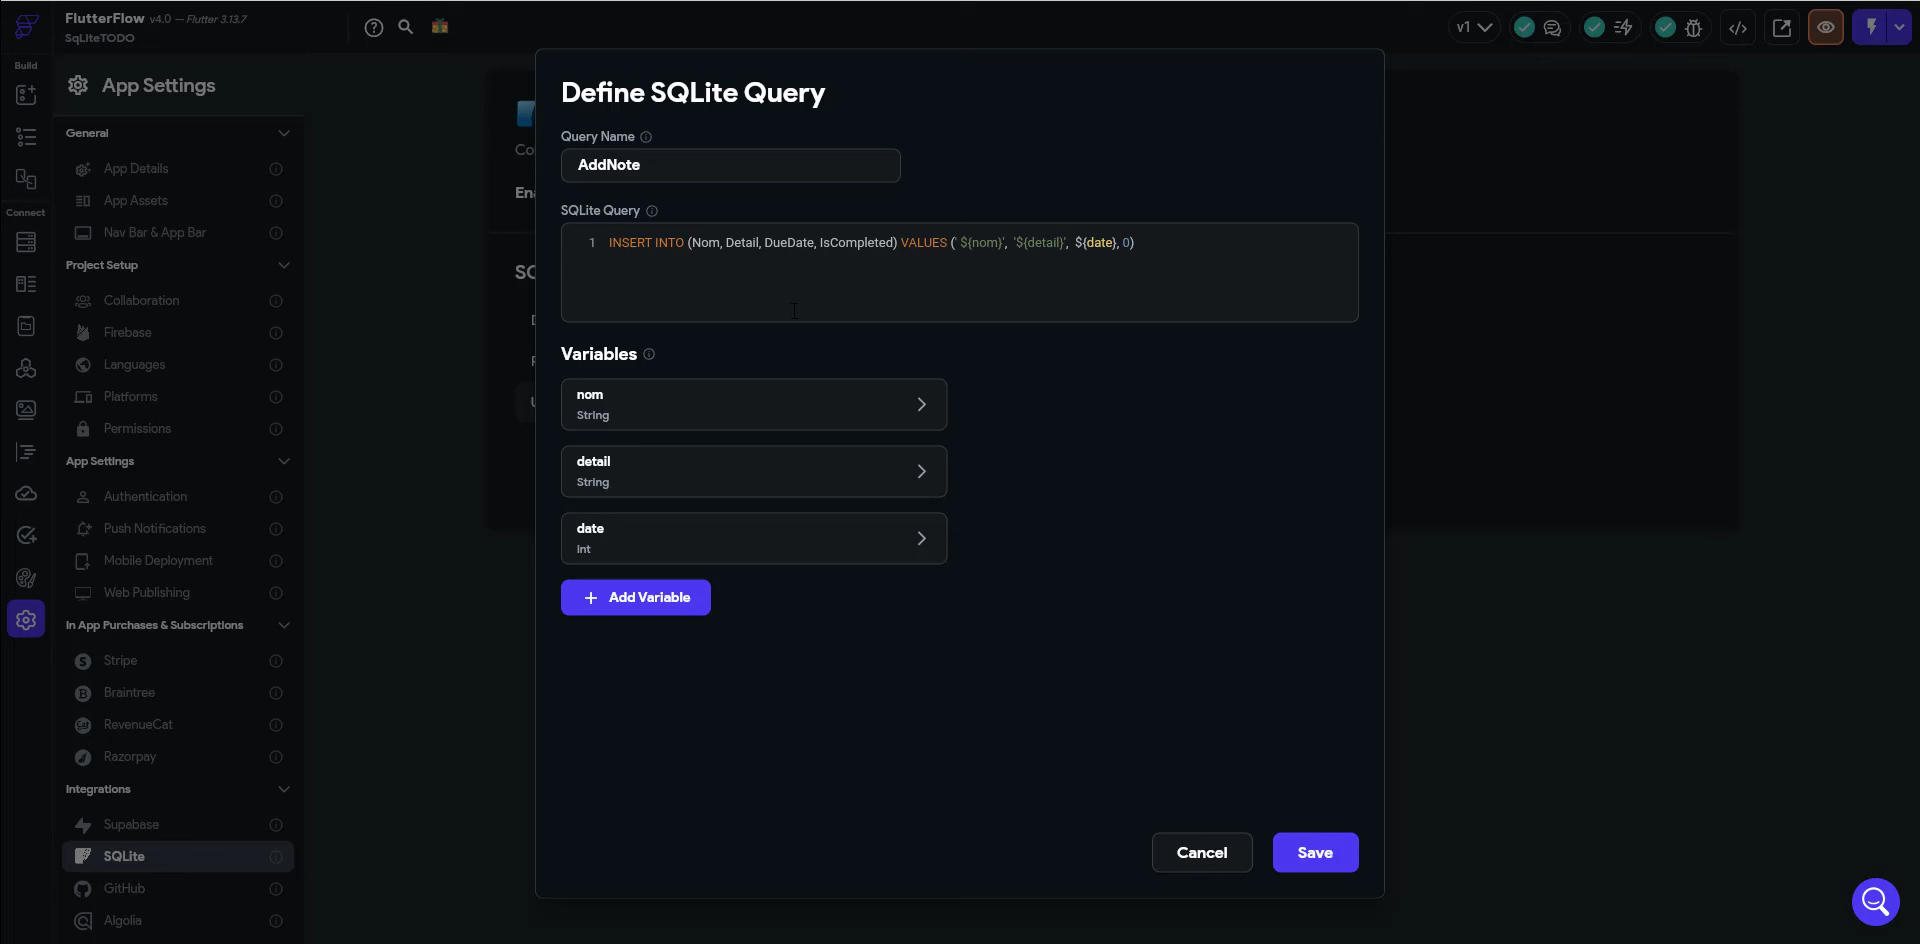 FlutterFlow v4.0 — Flutter 3.13.7
SqLiteTODO
v1
Build
Connect
App Settings
General
App Details
App Assets
Nav Bar & App Bar
Project Setup
Collaboration
Firebase
Languages
Platforms
Permissions
App Settings
Authentication
Push Notifications
Mobile Deployment
Web Publishing
In App Purchases & Subscriptions
Stripe
Braintree
RevenueCat
Razorpay
Integrations
Supabase
SQLite
GitHub
Algolia
Define SQLite Query
Query Name
AddNote
SQLite Query
1 INSERT INTO (Nom, Detail, DueDate, IsCompleted) VALUES (' ${nom}', '${detail}', ${date}, 0)
Variables
nom
String
detail
String
date
Int
+ Add Variable
Cancel
Save